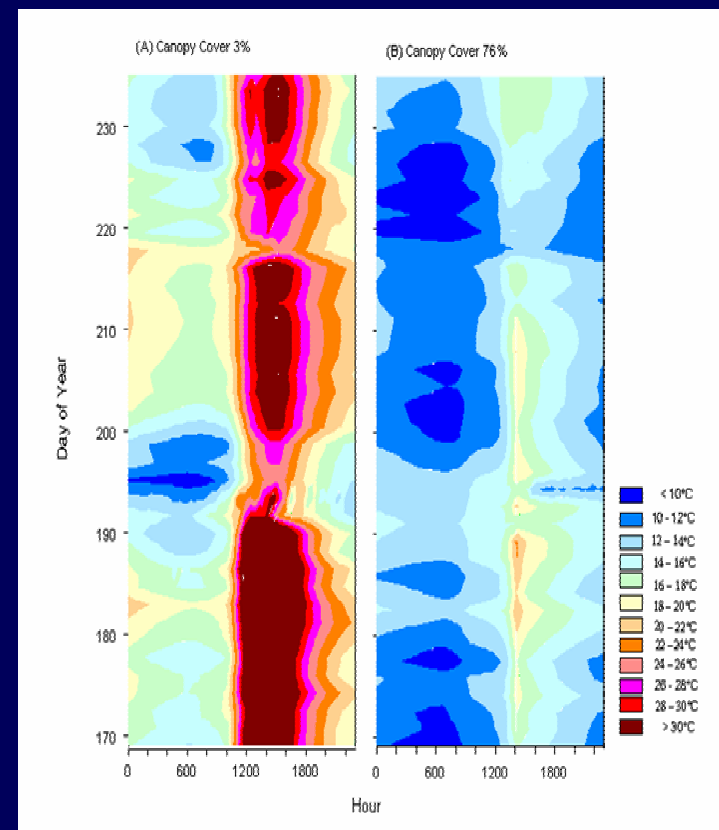 (A) Canopy Cover 3%
(B) Canopy Cover 76%
230
220
210
200
190
180
170
Day of Year
0 600 1200 1800
0 600 1200 1800
Hour
< 10°C
10 - 12°C
12 - 14°C
14 - 16°C
16 - 18°C
18 - 20°C
20 - 22°C
22 - 24°C
24 - 26°C
26 - 28°C
28 - 30°C
> 30°C